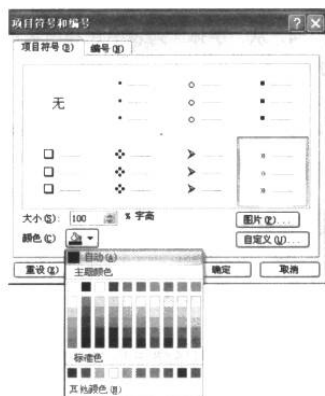 项目符号和编号
项目符号(B) 编号(N)
无
大小(S): 100 % 字高
图片(P)...
颜色(C)
自定义(U)...
自动(A)
重设(E)
确定 取消
主题颜色
标准色
其他颜色(M)